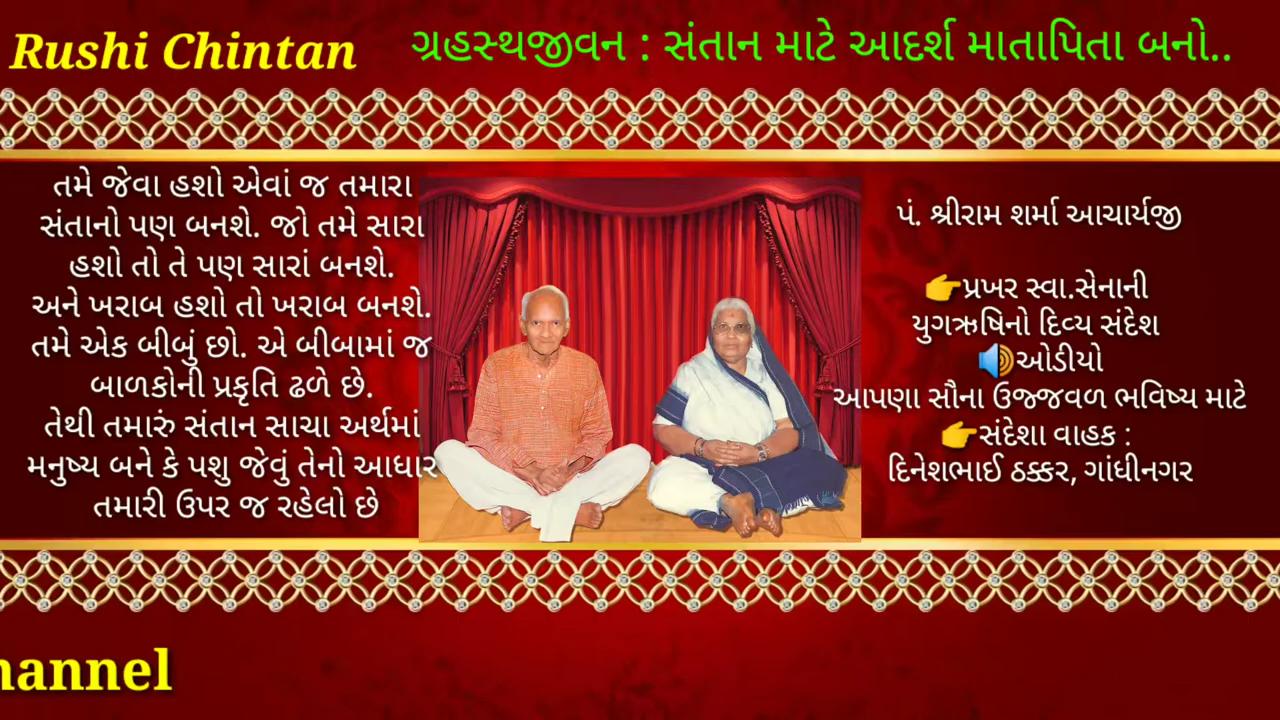 Rushi Chintan
ગ્રહસ્થજીવન : સંતાન માટે આદર્શ માતાપિતા બનો..
તમે જેવા હશો એવાં જ તમારા
સંતાનો પણ બનશે. જો તમે સારા
હશો તો તે પણ સારાં બનશે.
અને ખરાબ હશો તો ખરાબ બનશે.
તમે એક બીબું છો. એ બીબામાં જ
બાળકોની પ્રકૃતિ ઢળે છે.
તેથી તમારું સંતાન સાચા અર્થમાં
મનુષ્ય બને કે પશુ જેવું તેનો આધાર
તમારી ઉપર જ રહેલો છે
પં. શ્રીરામ શર્મા આચાર્યજી
👉પ્રખર સ્વા.સેનાની
યુગઋષિનો દિવ્ય સંદેશ
🔊ઓડીયો
આપણા સૌના ઉજ્જવળ ભવિષ્ય માટે
👉સંદેશા વાહક :
દિનેશભાઈ ઠક્કર, ગાંધીનગર
hannel